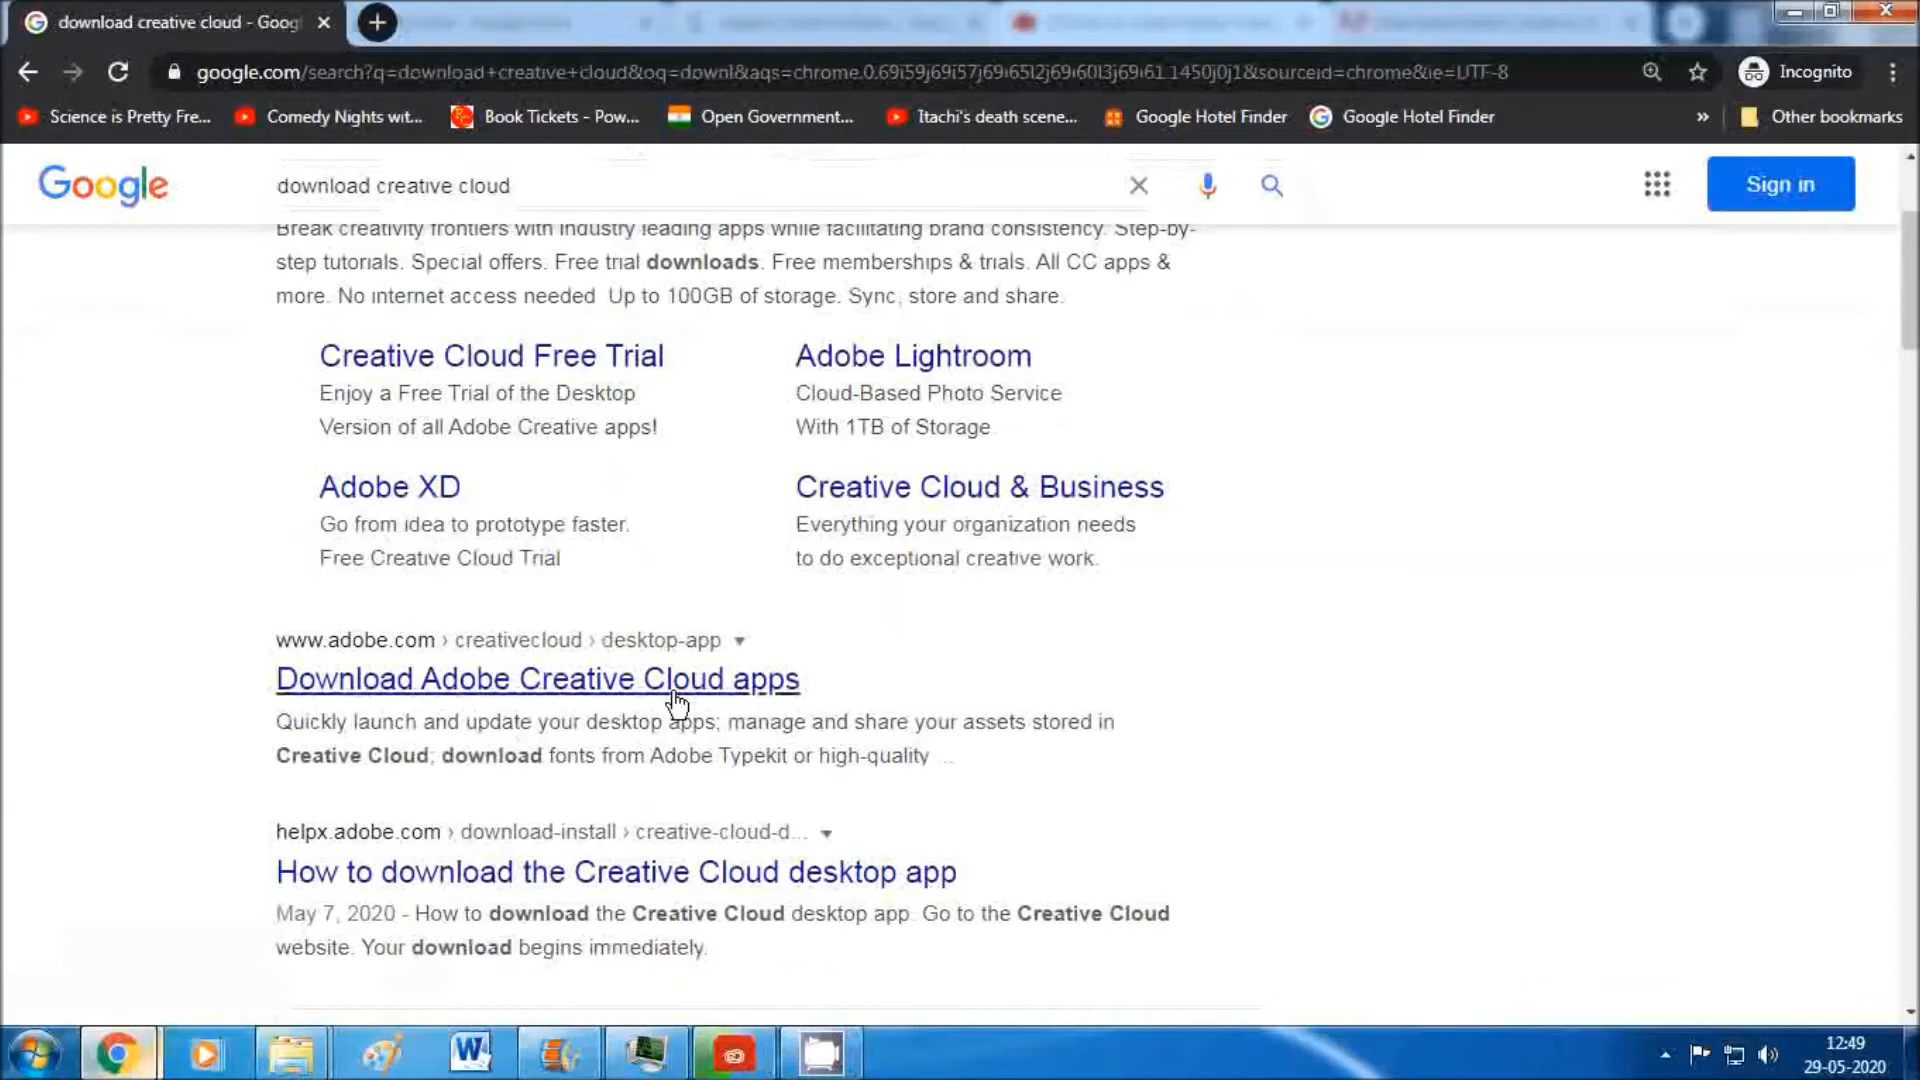 download creative cloud - Goog
google.com/search?q=download+creative+cloud&oq=downl&aqs=chrome.0.69i59j69i57j69i65l2j69i60l3j69i61.1450j0j1&sourceid=chrome&ie=UTF-8
Incognito
Science is Pretty Fre...
Comedy Nights wit...
Book Tickets - Pow...
Open Government...
Itachi's death scene...
Google Hotel Finder
Google Hotel Finder
»
Other bookmarks
Google
download creative cloud
Sign in
Break creativity frontiers with industry leading apps while facilitating brand consistency. Step-by-
step tutorials. Special offers. Free trial downloads. Free memberships & trials. All CC apps &
more. No internet access needed Up to 100GB of storage. Sync, store and share.
Creative Cloud Free Trial
Enjoy a Free Trial of the Desktop
Version of all Adobe Creative apps!
Adobe Lightroom
Cloud-Based Photo Service
With 1TB of Storage
Adobe XD
Go from idea to prototype faster.
Free Creative Cloud Trial
Creative Cloud & Business
Everything your organization needs
to do exceptional creative work.
www.adobe.com › creativecloud › desktop-app
Download Adobe Creative Cloud apps
Quickly launch and update your desktop apps; manage and share your assets stored in
Creative Cloud; download fonts from Adobe Typekit or high-quality ...
helpx.adobe.com › download-install › creative-cloud-d...
How to download the Creative Cloud desktop app
May 7, 2020 - How to download the Creative Cloud desktop app. Go to the Creative Cloud
website. Your download begins immediately.
12:49
29-05-2020